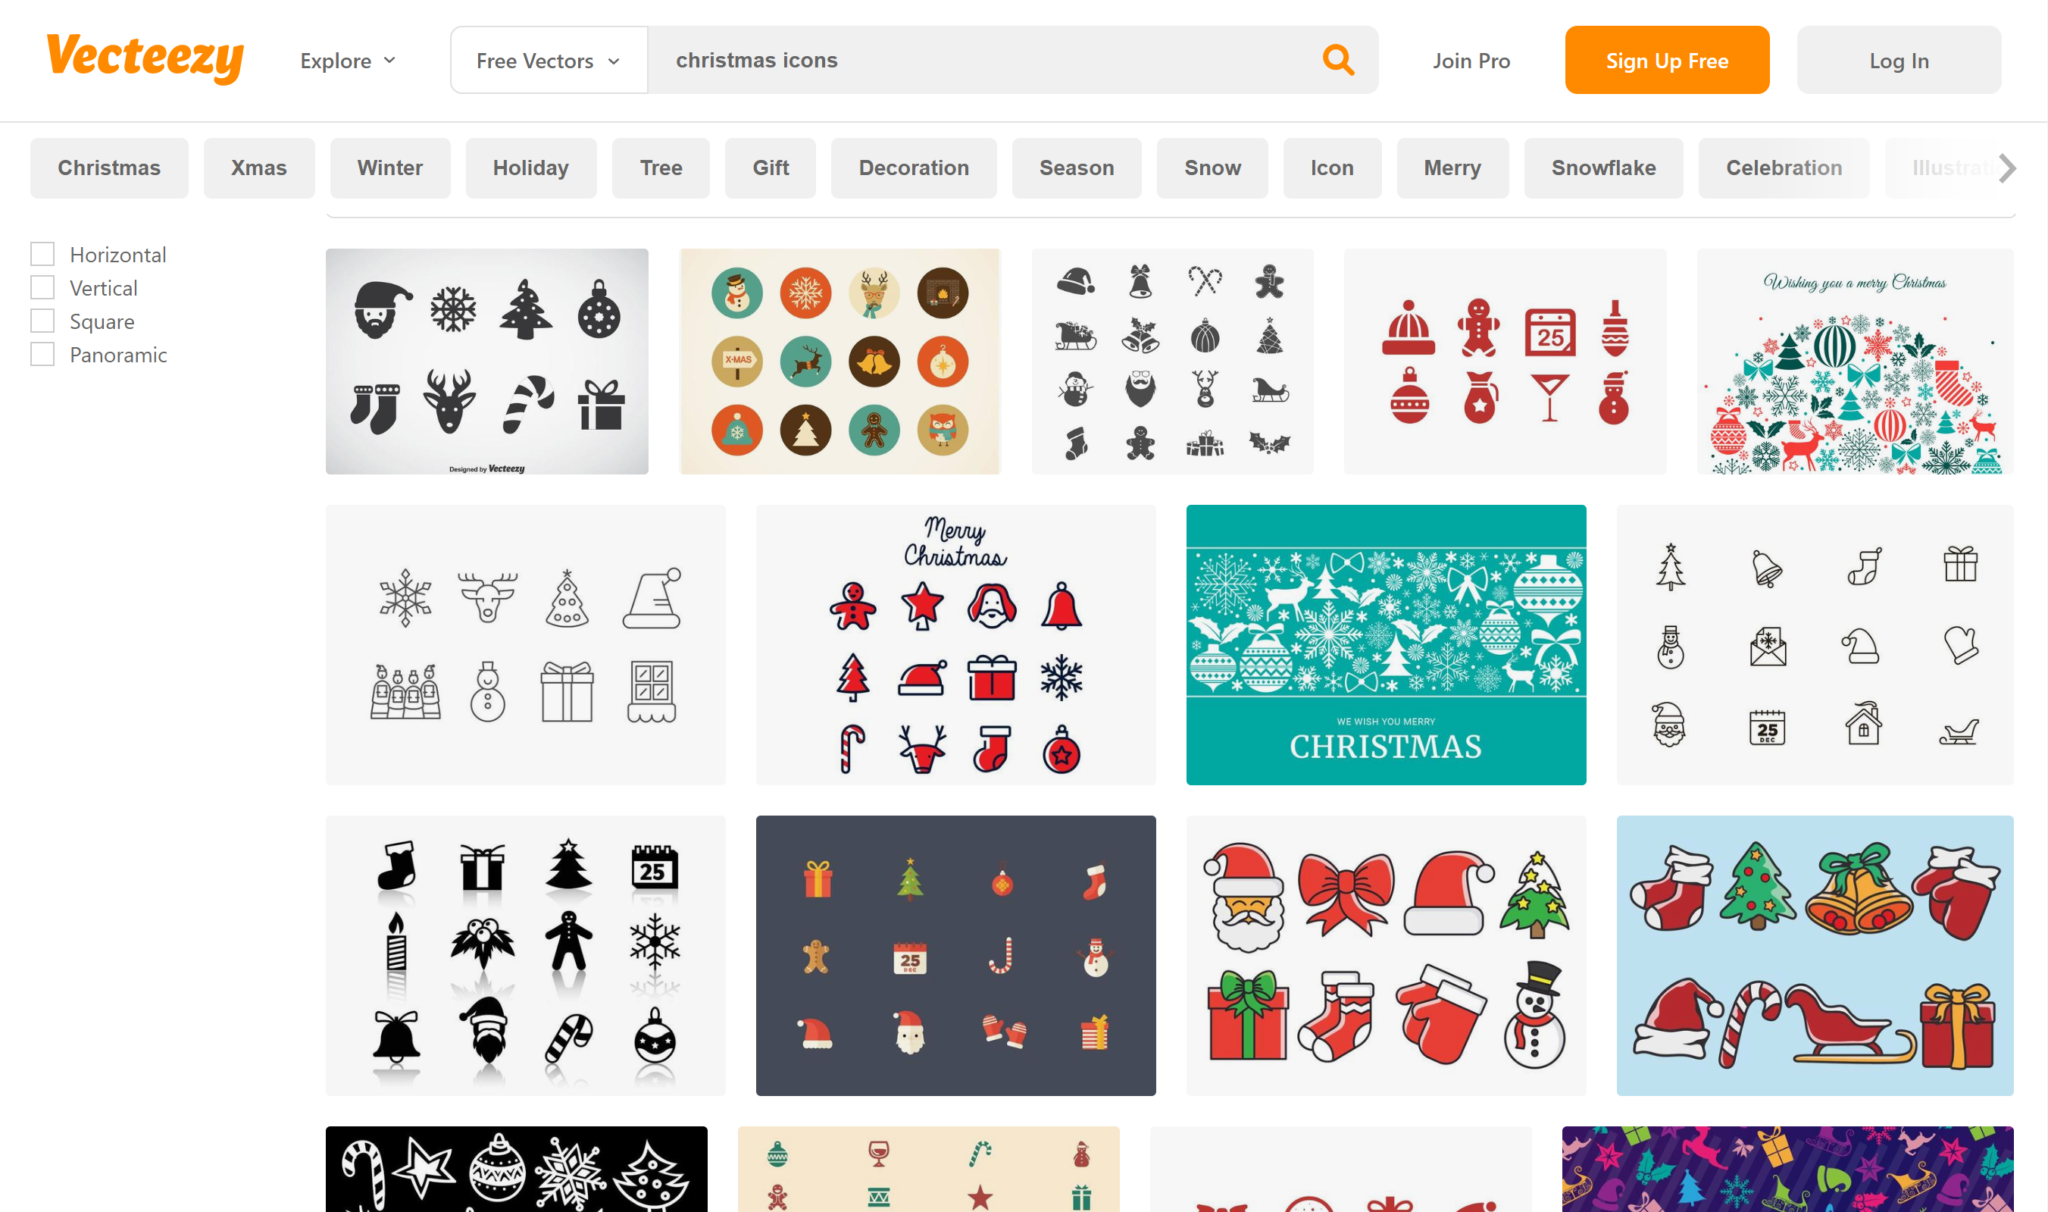 Vecteezy
Explore
Free Vectors
christmas icons
Join Pro
Sign Up Free
Log In
Christmas
Xmas
Winter
Holiday
Tree
Gift
Decoration
Season
Snow
Icon
Merry
Snowflake
Celebration
Illustrati
Horizontal
Vertical
Square
Panoramic
Designed by Vecteezy
X-MAS
25
Wishing you a merry Christmas
Merry
Christmas
WE WISH YOU MERRY
CHRISTMAS
25
DEC
25
25
DEC